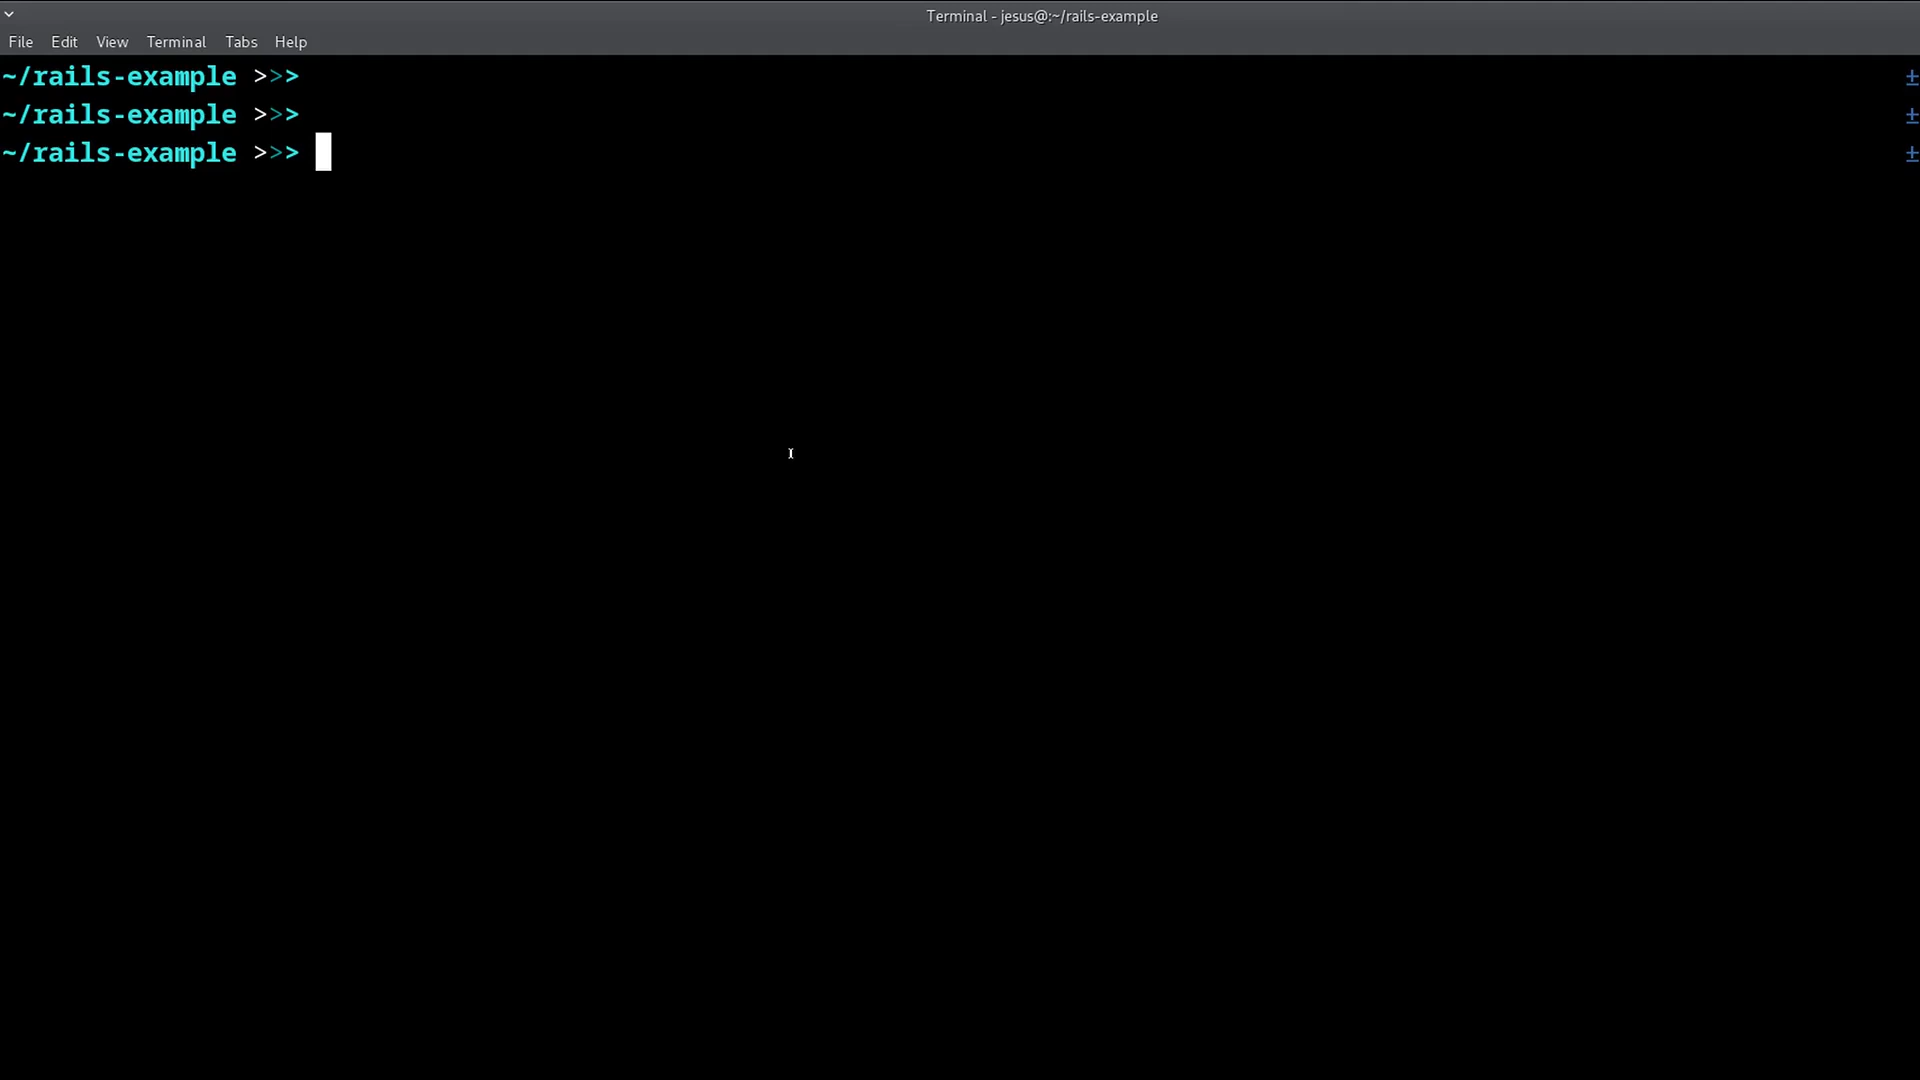 Terminal - jesus@:~/rails-example
File Edit View Terminal Tabs Help
~/rails-example >>> ±
~/rails-example >>> ±
~/rails-example >>> ±